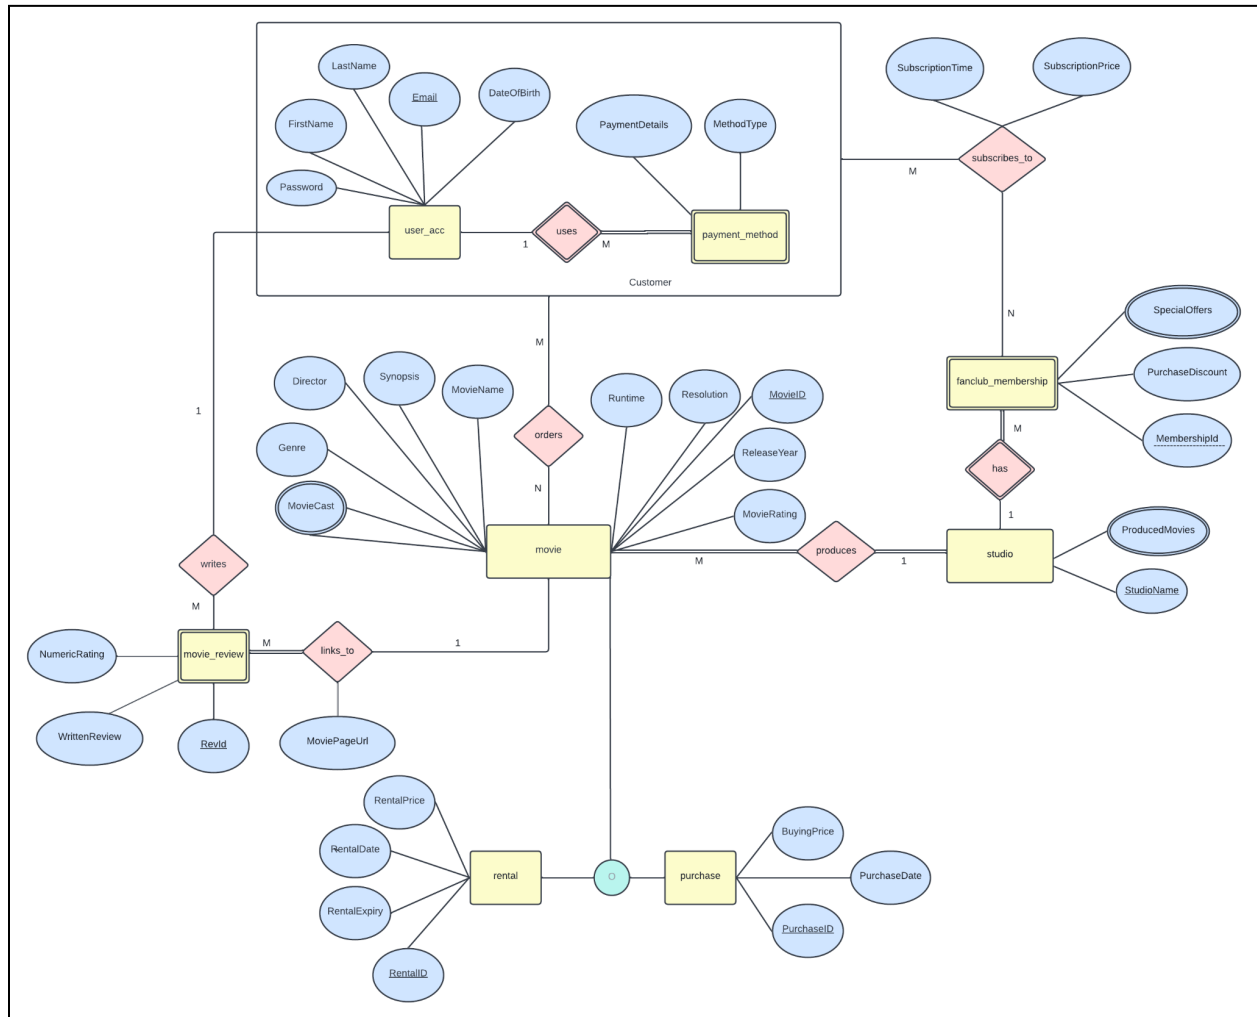 LastName
Email
DateOfBirth
FirstName
Password
PaymentDetails
MethodType
SubscriptionTime
SubscriptionPrice
user_acc
1
uses
M
payment_method
Customer
M
subscribes_to
N
M
orders
N
1
Director
Synopsis
MovieName
Genre
MovieCast
Runtime
Resolution
MovieID
ReleaseYear
MovieRating
SpecialOffers
PurchaseDiscount
MembershipId
fanclub_membership
M
has
1
movie
M
produces
1
studio
ProducedMovies
StudioName
writes
M
movie_review
M
links_to
1
NumericRating
WrittenReview
RevId
MoviePageUrl
RentalPrice
RentalDate
RentalExpiry
RentalID
rental
O
purchase
BuyingPrice
PurchaseDate
PurchaseID